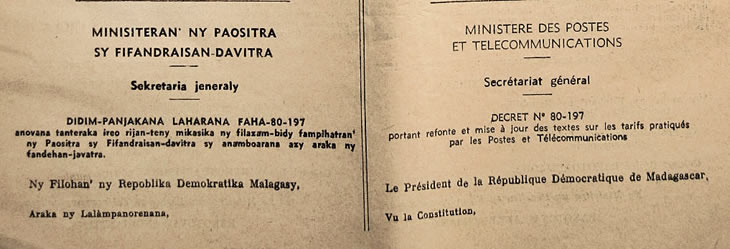 MINISITERAN' NY PAOSITRA
SY FIFANDRAISAN-DAVITRA
Sekretaria jeneraly
DIDIM-PANJAKANA LAHARANA FAHA-80-197
anovana tanteraka ireo rijan-teny mikasika ny filazam-bidy fampihatran'
ny Paositra sy Fifandraisan-davitra sy anamboarana azy araka ny
fandehan-javatra.
Ny Filohan' ny Repoblika Demokratika Malagasy,
Araka ny Lalàmpanorenana,
MINISTERE DES POSTES
ET TELECOMMUNICATIONS
Secrétariat général
DECRET N° 80-197
portant refonte et mise à jour des textes sur les tarifs pratiqués
par les Postes et Télécommunications
Le Président de la République Démocratique de Madagascar,
Vu la Constitution,